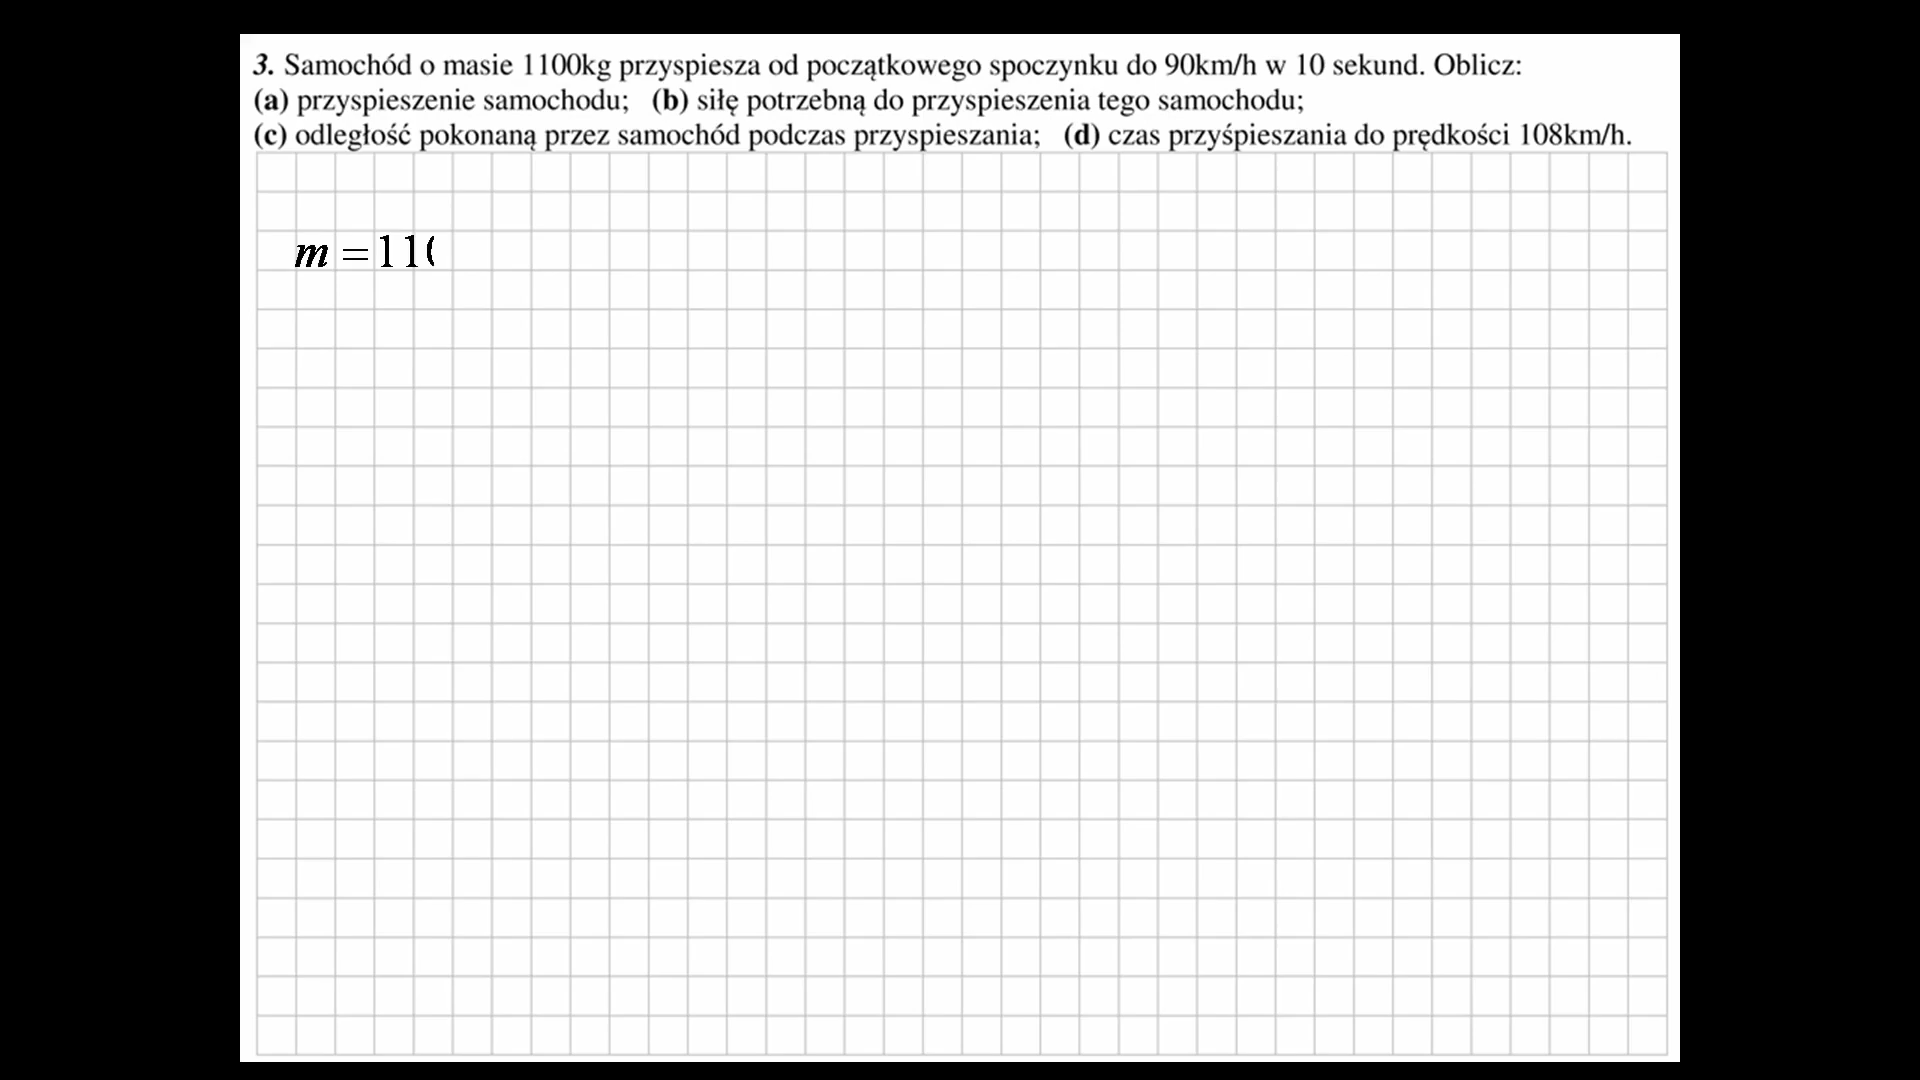 3. Samochód o masie 1100kg przyspiesza od początkowego spoczynku do 90km/h w 10 sekund. Oblicz:
(a) przyspieszenie samochodu; (b) siłę potrzebną do przyspieszenia tego samochodu;
(c) odległość pokonaną przez samochód podczas przyspieszania; (d) czas przyśpieszania do prędkości 108km/h.
m = 11(